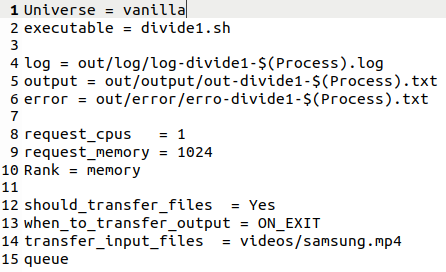 1 Universe = vanilla
2 executable = divide1.sh
3
4 log = out/log/log-divide1-$(Process).log
5 output = out/output/out-divide1-$(Process).txt
6 error = out/error/erro-divide1-$(Process).txt
7
8 request_cpus   = 1
9 request_memory = 1024
10 Rank = memory
11
12 should_transfer_files  = Yes
13 when_to_transfer_output = ON_EXIT
14 transfer_input_files  = videos/samsung.mp4
15 queue